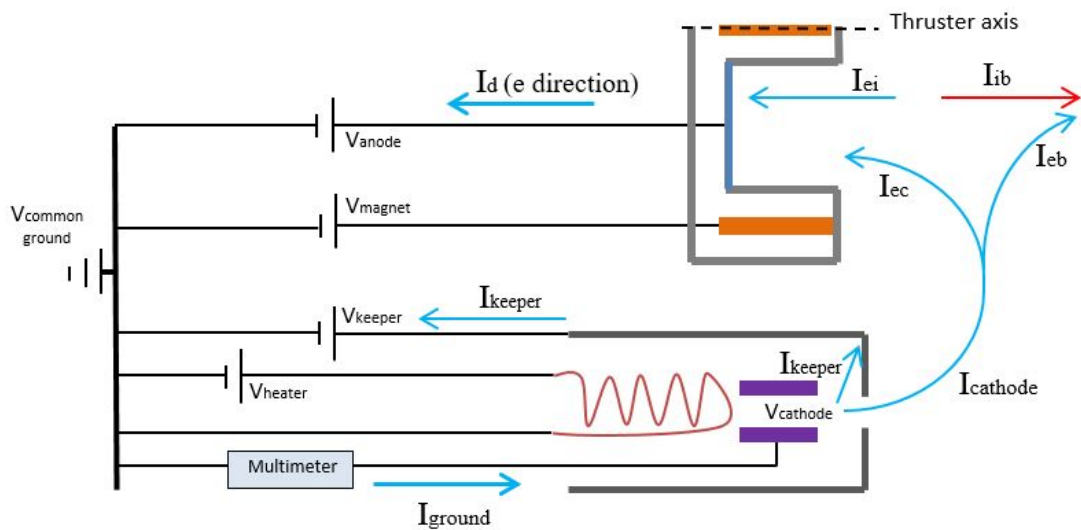 Thruster axis
Id (e direction)
Iei
Iib
Vanode
Ieb
Iec
Vmagnet
Vcommon
ground
Ikeeper
Vkeeper
Ikeeper
Vheater
Vcathode
Icathode
Multimeter
Iground